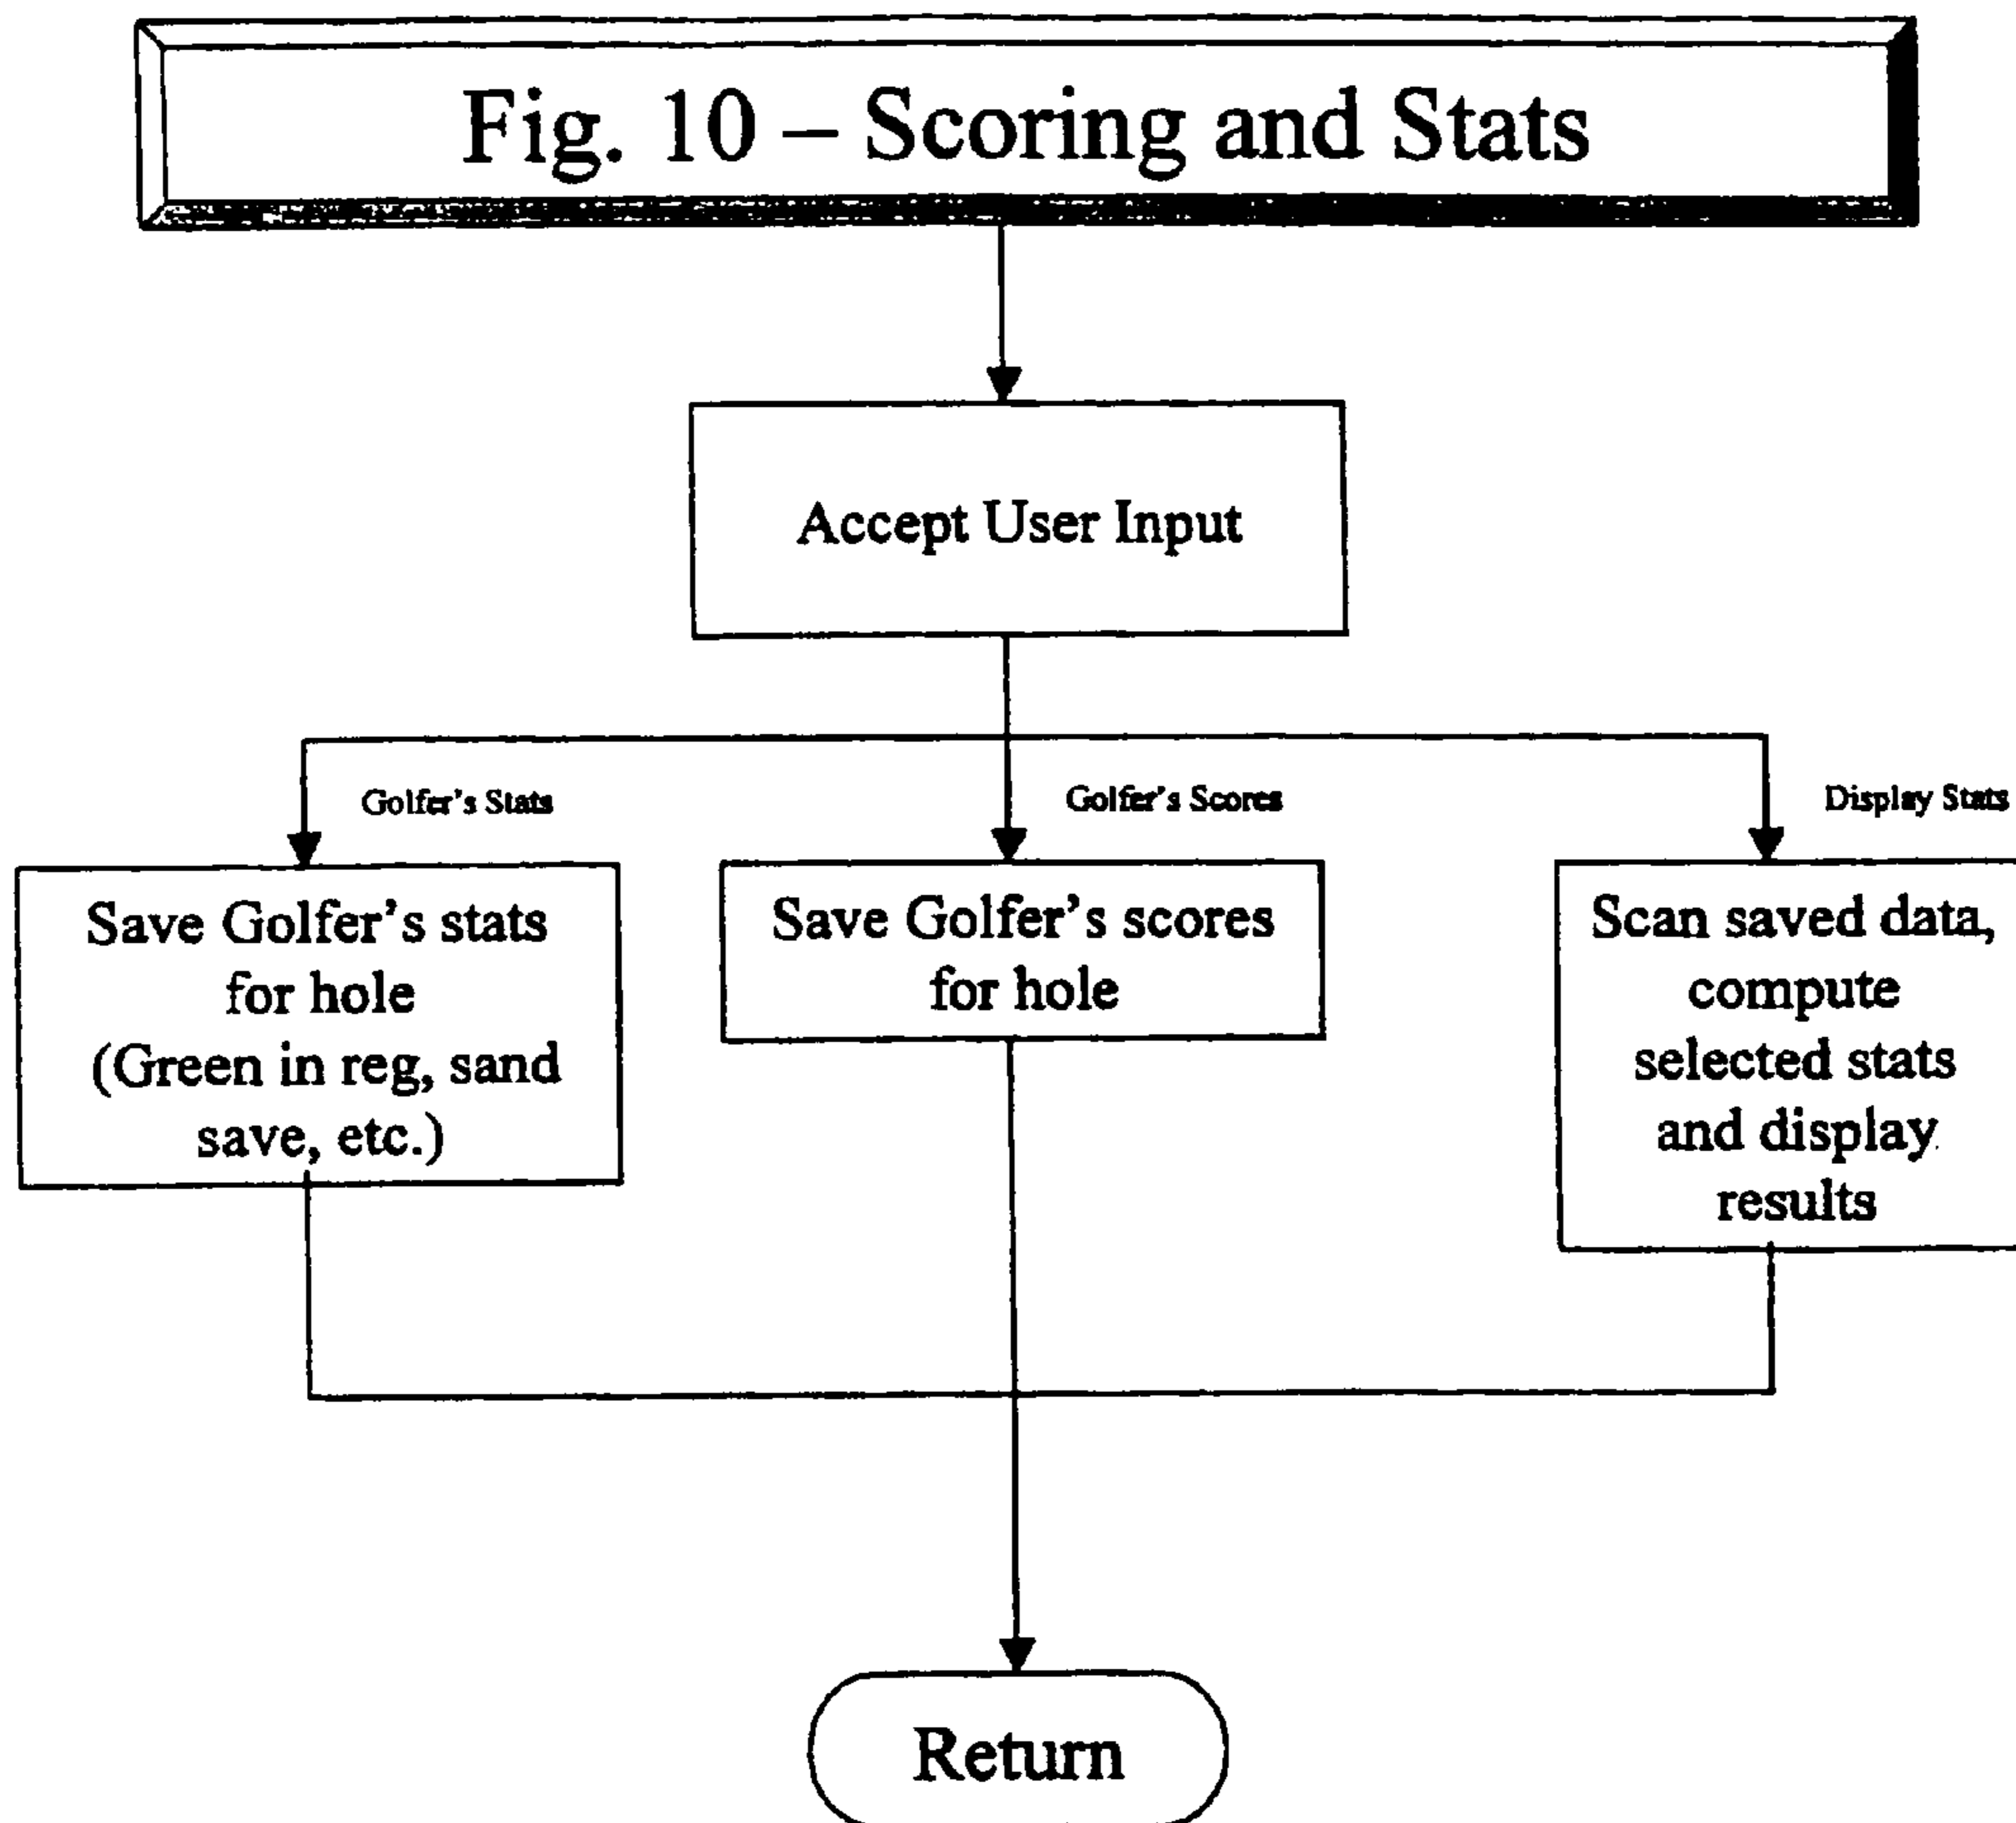 Fig. 10 – Scoring and Stats
Accept User Input
Golfer's Stats
Golfer's Scores
Display Stats
Save Golfer's stats
for hole
(Green in reg, sand
save, etc.)
Save Golfer's scores
for hole
Scan saved data,
compute
selected stats
and display
results
Return